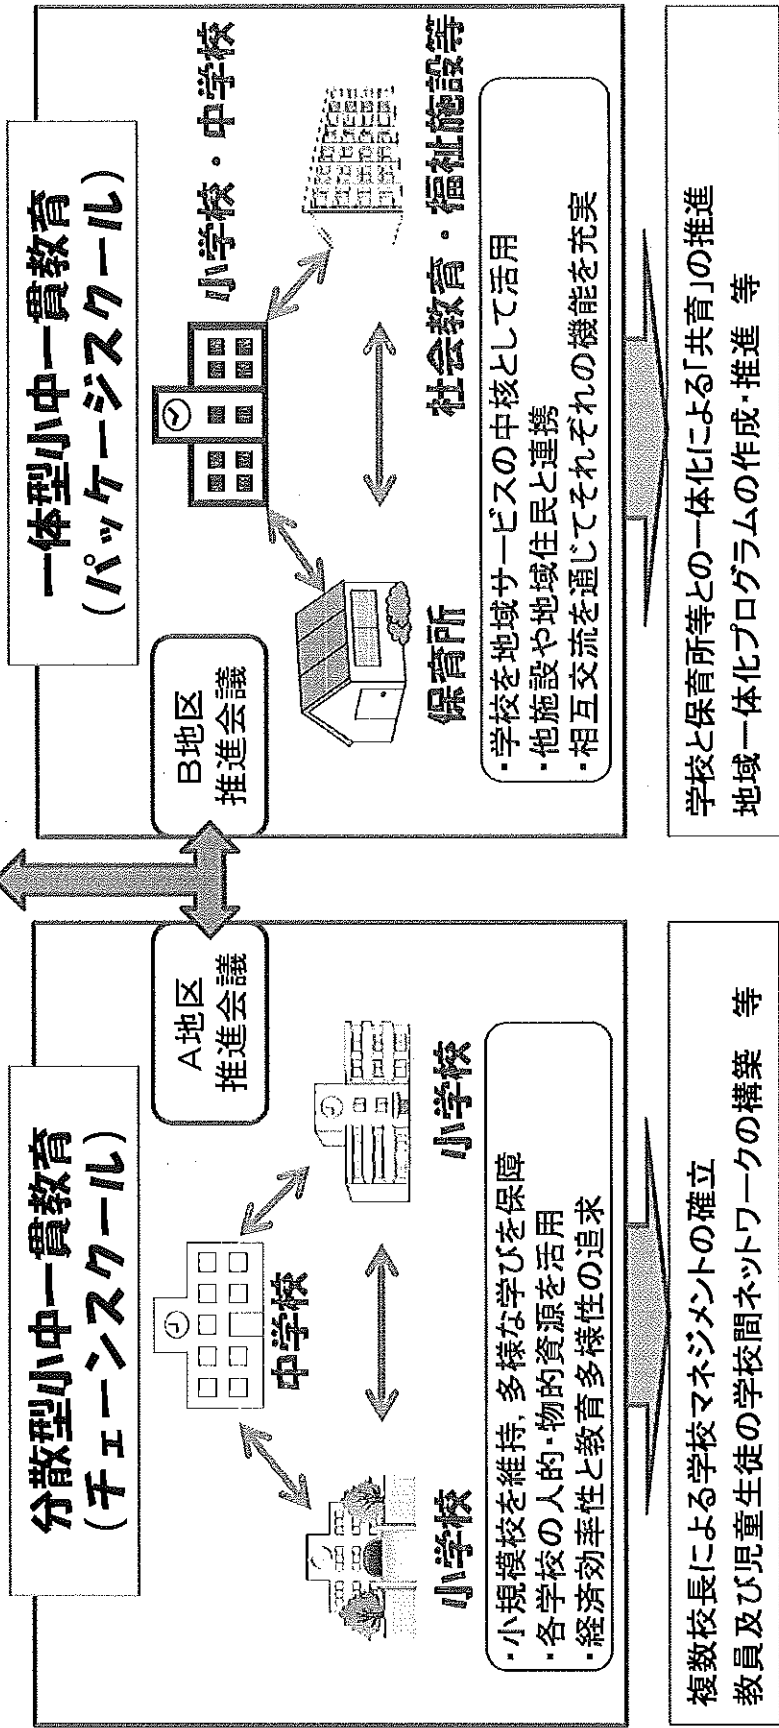 分散型小中一貫教育
(チェーンスクール)
A地区
推進会議
中学校
小学校
小学校
・小規模校を維持,多様な学びを保障
・各学校の人的・物的資源を活用
・経済効率性と教育多様性の追求
複数校長による学校マネジメントの確立
教員及び児童生徒の学校間ネットワークの構築 等
一体型小中一貫教育
(パッケージスクール)
B地区
推進会議
小学校・中学校
保育所
社会教育・福祉施設等
・学校を地域サービスの中核として活用
・他施設や地域住民と連携
・相互交流を通じてそれぞれの機能を充実
学校と保育所等との一体化による「共育」の推進
地域一体化プログラムの作成・推進 等